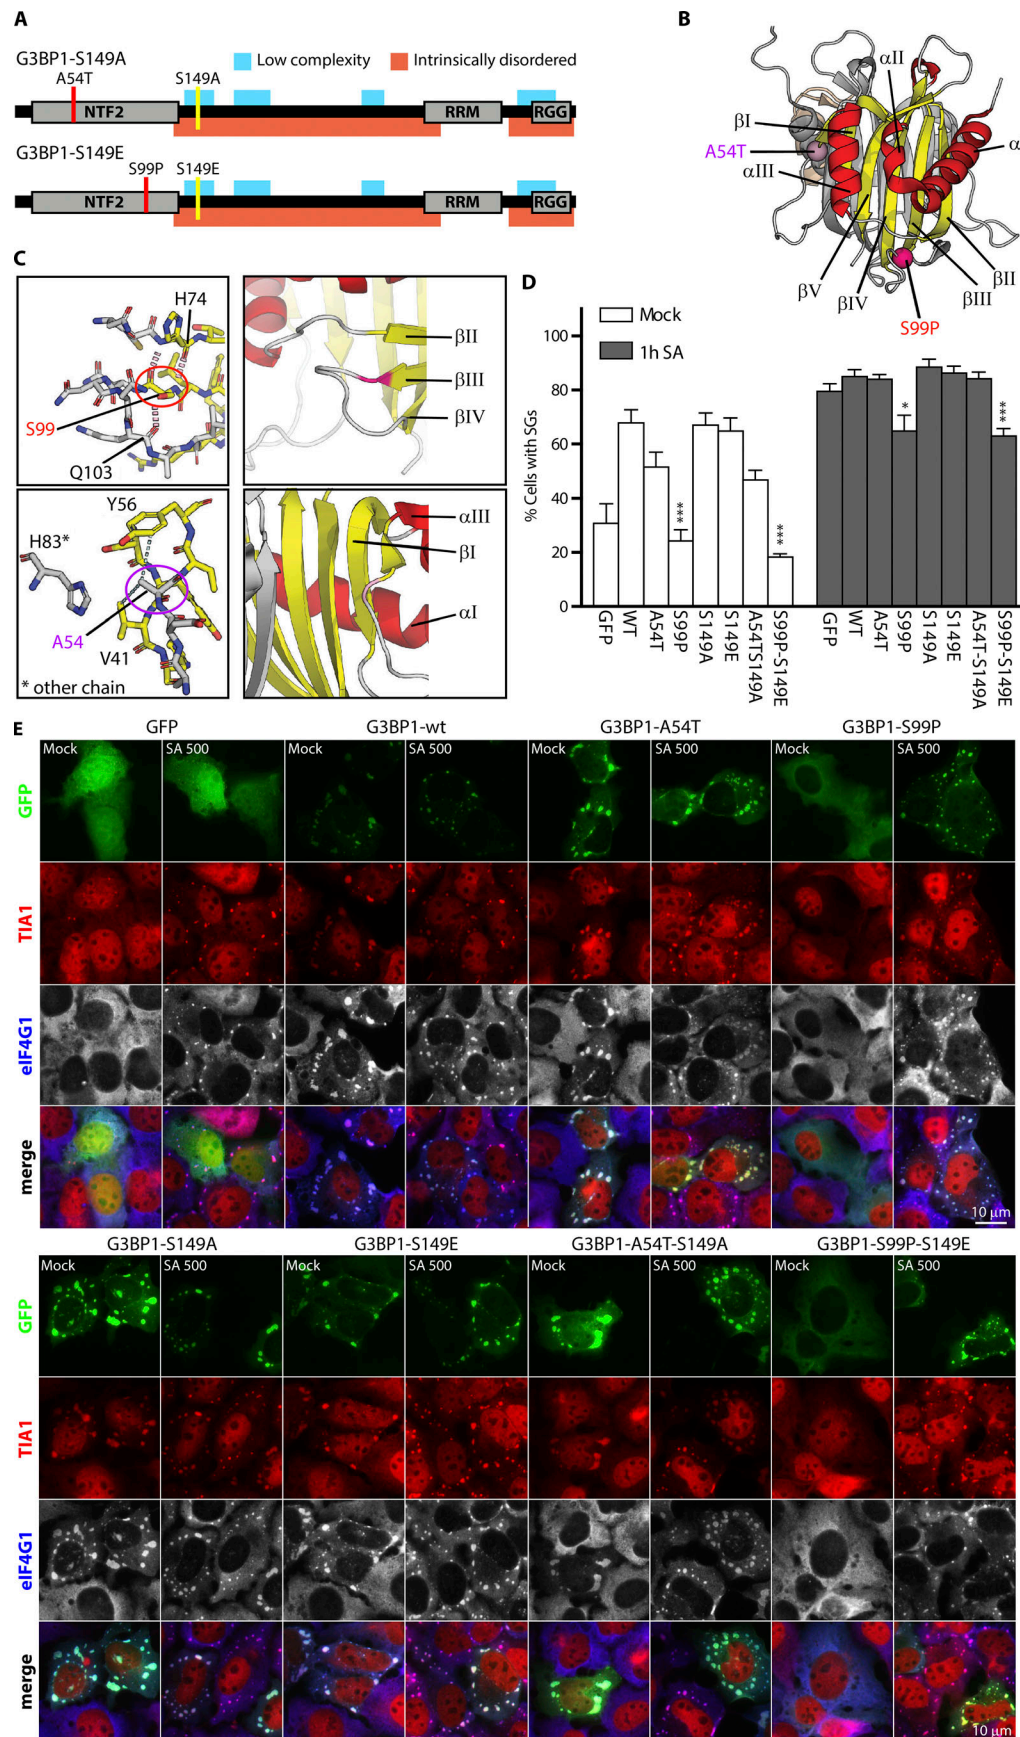 A
G3BP1-S149A
A54T
S149A
Low complexity
Intrinsically disordered
NTF2
RRM
RGG
G3BP1-S149E
S99P
S149E
NTF2
RRM
RGG
B
αII
βI
A54T
αIII
α
βV
βIV
S99P
βIII
βII
C
H74
S99
Q103
βII
βIII
βIV
Y56
H83*
A54
V41
* other chain
αIII
βI
αI
D
Mock
1h SA
% Cells with SGs
100
80
60
40
20
0
***
***
*
***
GFP
WT
A54T
S99P
S149A
S149E
A54TS149A
S99P-S149E
GFP
WT
A54T
S99P
S149A
S149E
A54T-S149A
S99P-S149E
E
GFP
G3BP1-wt
G3BP1-A54T
G3BP1-S99P
Mock
SA 500
Mock
SA 500
Mock
SA 500
Mock
SA 500
GFP
TIA1
eIF4G1
merge
10 μm
G3BP1-S149A
G3BP1-S149E
G3BP1-A54T-S149A
G3BP1-S99P-S149E
Mock
SA 500
Mock
SA 500
Mock
SA 500
Mock
SA 500
GFP
TIA1
eIF4G1
merge
10 μm